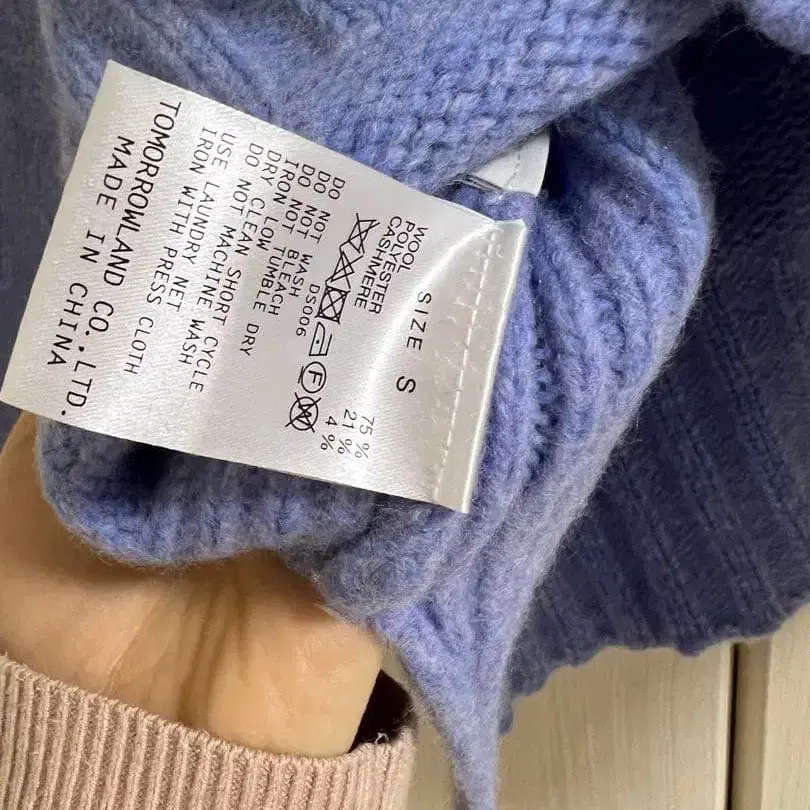 SIZE S
WOOL 75%
POLYESTER 21%
CASHMERE 4%
DS006
DO NOT WASH
DO NOT BLEACH
DO NOT TUMBLE DRY
IRON LOW
DRY CLEAN SHORT CYCLE
DO NOT MACHINE WASH
USE LAUNDRY NET
IRON WITH PRESS CLOTH
TOMORROWLAND CO.,LTD.
MADE IN CHINA